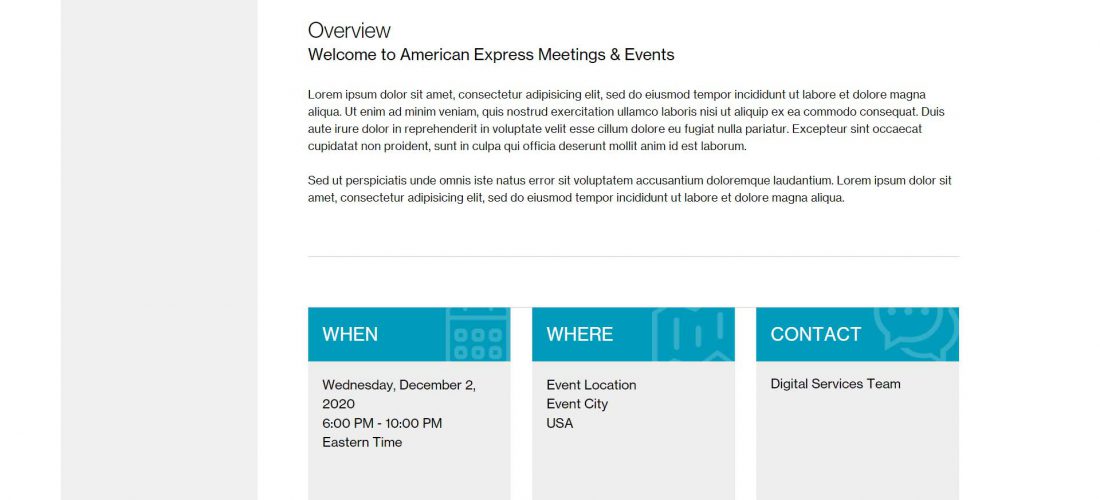 Overview
Welcome to American Express Meetings & Events
Lorem ipsum dolor sit amet, consectetur adipisicing elit, sed do eiusmod tempor incididunt ut labore et dolore magna
aliqua. Ut enim ad minim veniam, quis nostrud exercitation ullamco laboris nisi ut aliquip ex ea commodo consequat. Duis
aute irure dolor in reprehenderit in voluptate velit esse cillum dolore eu fugiat nulla pariatur. Excepteur sint occaecat
cupidatat non proident, sunt in culpa qui officia deserunt mollit anim id est laborum.
Sed ut perspiciatis unde omnis iste natus error sit voluptatem accusantium doloremque laudantium. Lorem ipsum dolor sit
amet, consectetur adipisicing elit, sed do eiusmod tempor incididunt ut labore et dolore magna aliqua.
WHEN
Wednesday, December 2,
2020
6:00 PM - 10:00 PM
Eastern Time
WHERE
Event Location
Event City
USA
CONTACT
Digital Services Team